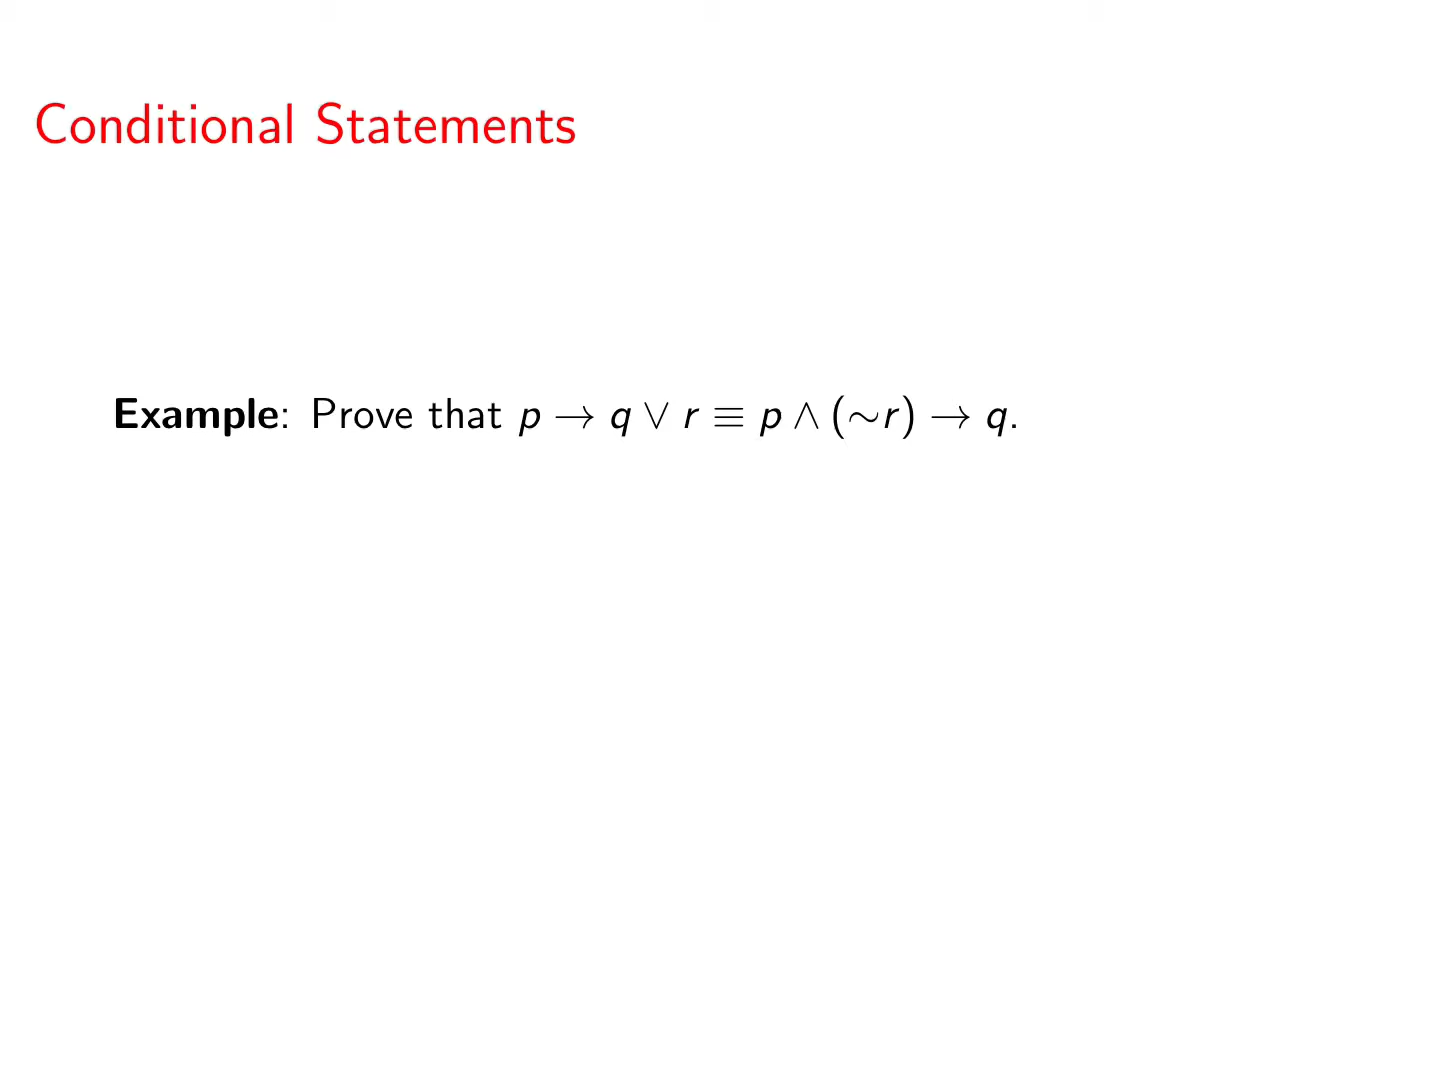 Conditional Statements
Example: Prove that p → q ∨ r ≡ p ∧ (∼r) → q.